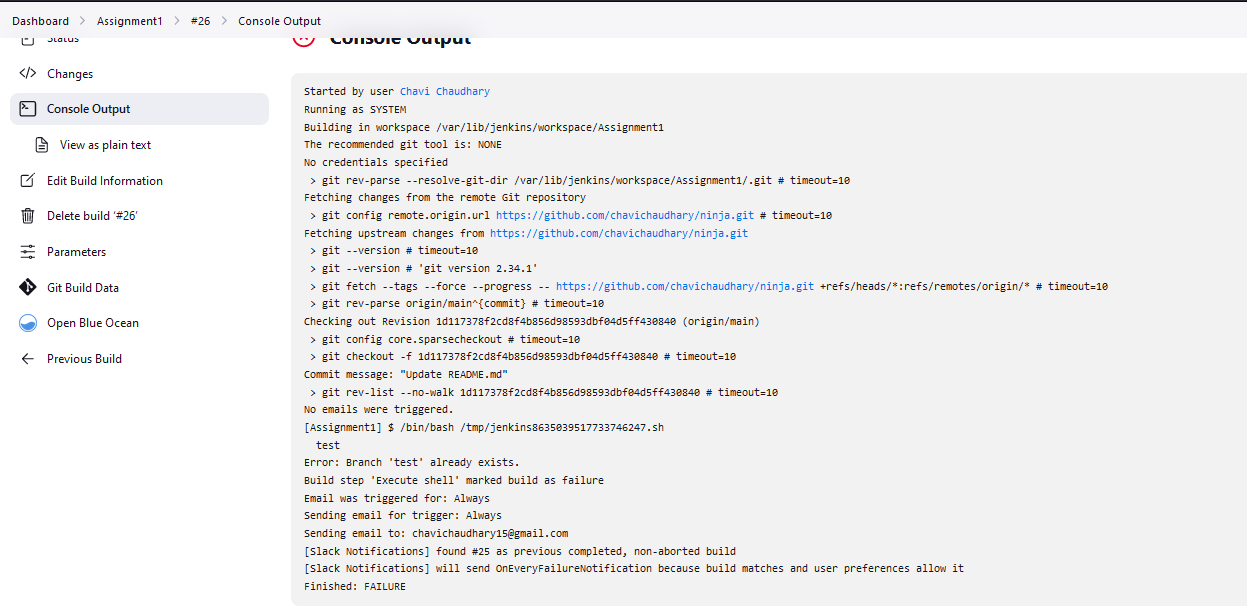 Dashboard > Assignment1 > #26 > Console Output
Status
Changes
Console Output
View as plain text
Edit Build Information
Delete build '#26'
Parameters
Git Build Data
Open Blue Ocean
Previous Build
Console Output
Started by user Chavi Chaudhary
Running as SYSTEM
Building in workspace /var/lib/jenkins/workspace/Assignment1
The recommended git tool is: NONE
No credentials specified
 > git rev-parse --resolve-git-dir /var/lib/jenkins/workspace/Assignment1/.git # timeout=10
Fetching changes from the remote Git repository
 > git config remote.origin.url https://github.com/chavichaudhary/ninja.git # timeout=10
Fetching upstream changes from https://github.com/chavichaudhary/ninja.git
 > git --version # timeout=10
 > git --version # 'git version 2.34.1'
 > git fetch --tags --force --progress -- https://github.com/chavichaudhary/ninja.git +refs/heads/*:refs/remotes/origin/* # timeout=10
 > git rev-parse origin/main^{commit} # timeout=10
Checking out Revision 1d117378f2cd8f4b856d98593dbf04d5ff430840 (origin/main)
 > git config core.sparsecheckout # timeout=10
 > git checkout -f 1d117378f2cd8f4b856d98593dbf04d5ff430840 # timeout=10
Commit message: "Update README.md"
 > git rev-list --no-walk 1d117378f2cd8f4b856d98593dbf04d5ff430840 # timeout=10
No emails were triggered.
[Assignment1] $ /bin/bash /tmp/jenkins8635039517733746247.sh
  test
Error: Branch 'test' already exists.
Build step 'Execute shell' marked build as failure
Email was triggered for: Always
Sending email for trigger: Always
Sending email to: chavichaudhary15@gmail.com
[Slack Notifications] found #25 as previous completed, non-aborted build
[Slack Notifications] will send OnEveryFailureNotification because build matches and user preferences allow it
Finished: FAILURE